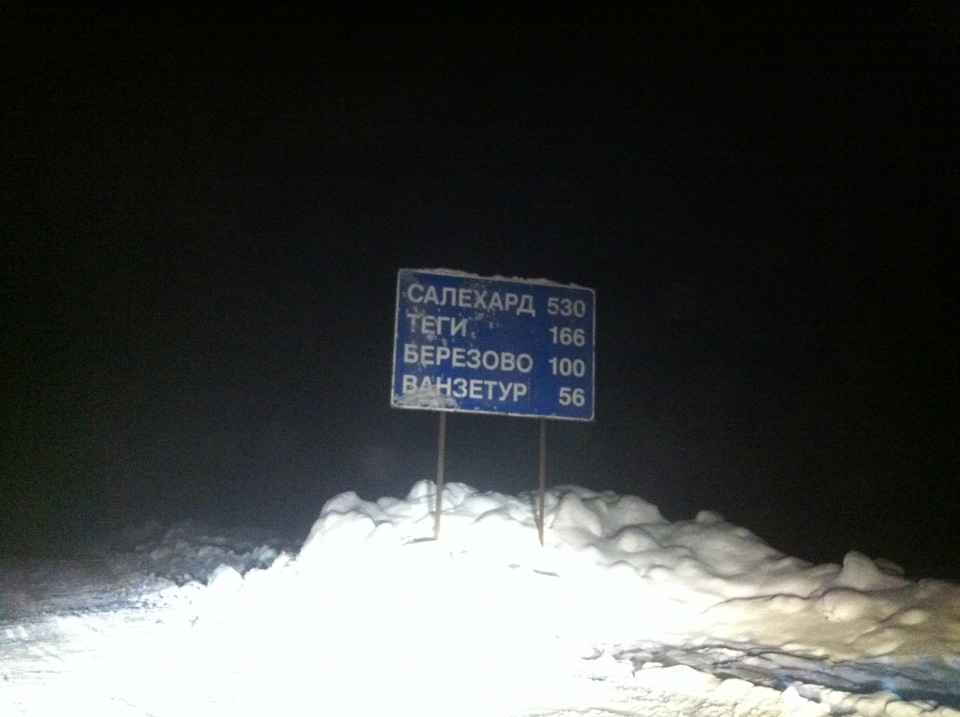 САЛЕХАРД 530
ТЕГИ 166
БЕРЕЗОВО 100
ВАНЗЕТУР 56